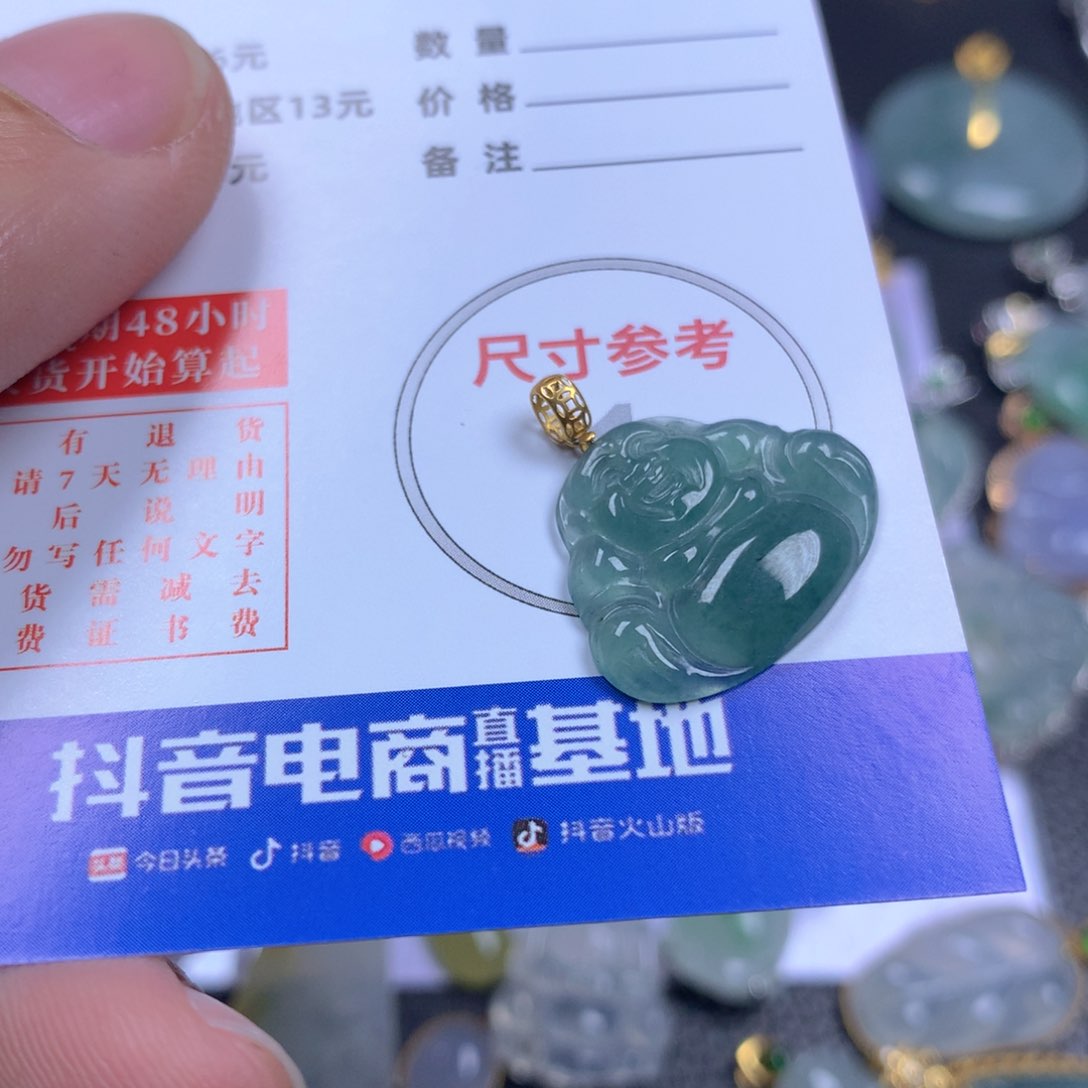 元
区13元
元
数量
价格
备注
期48小时
货开始算起
有退货
请7天无理由
后说明
勿写任何文字
货需减去
费证书费
尺寸参考
抖音电商直播基地
今日头条 抖音 西瓜视频 抖音火山版